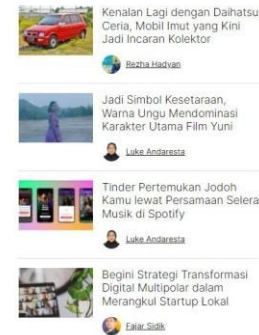 Kenalan Lagi dengan Daihatsu
Ceria, Mobil Imut yang Kini
Jadi Incaran Kolektor
Rezha Hadyan
Jadi Simbol Kesetaraan,
Warna Ungu Mendominasi
Karakter Utama Film Yuni
Luke Andaresta
Tinder Pertemukan Jodoh
Kamu lewat Persamaan Selera
Musik di Spotify
Luke Andaresta
Begini Strategi Transformasi
Digital Multipolar dalam
Merangkul Startup Lokal
Fajar Sidik